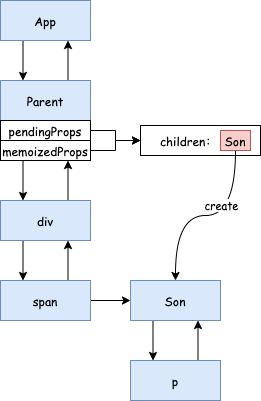 App
Parent
pendingProps
memoizedProps
children: Son
create
div
span
Son
p